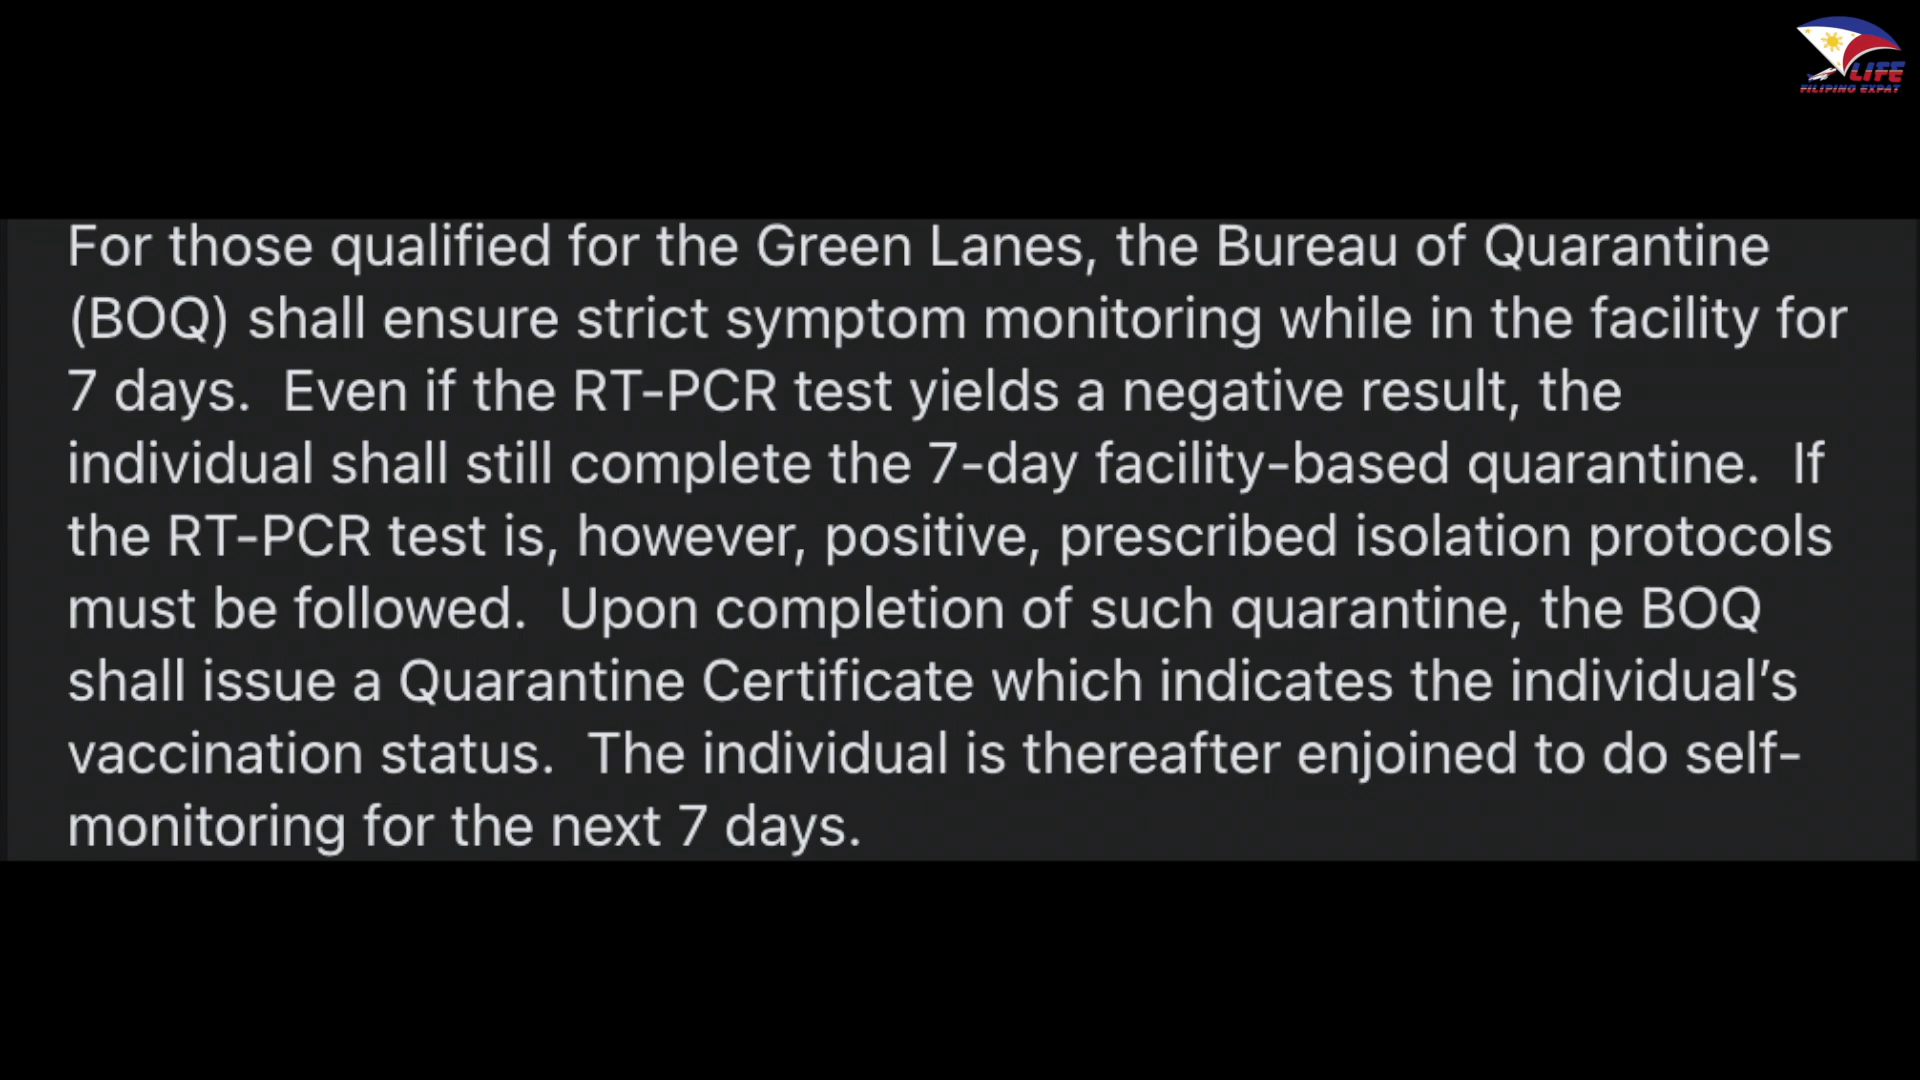 LIFE
FILIPINO EXPAT
For those qualified for the Green Lanes, the Bureau of Quarantine
(BOQ) shall ensure strict symptom monitoring while in the facility for
7 days.  Even if the RT-PCR test yields a negative result, the
individual shall still complete the 7-day facility-based quarantine.  If
the RT-PCR test is, however, positive, prescribed isolation protocols
must be followed.  Upon completion of such quarantine, the BOQ
shall issue a Quarantine Certificate which indicates the individual’s
vaccination status.  The individual is thereafter enjoined to do self-
monitoring for the next 7 days.